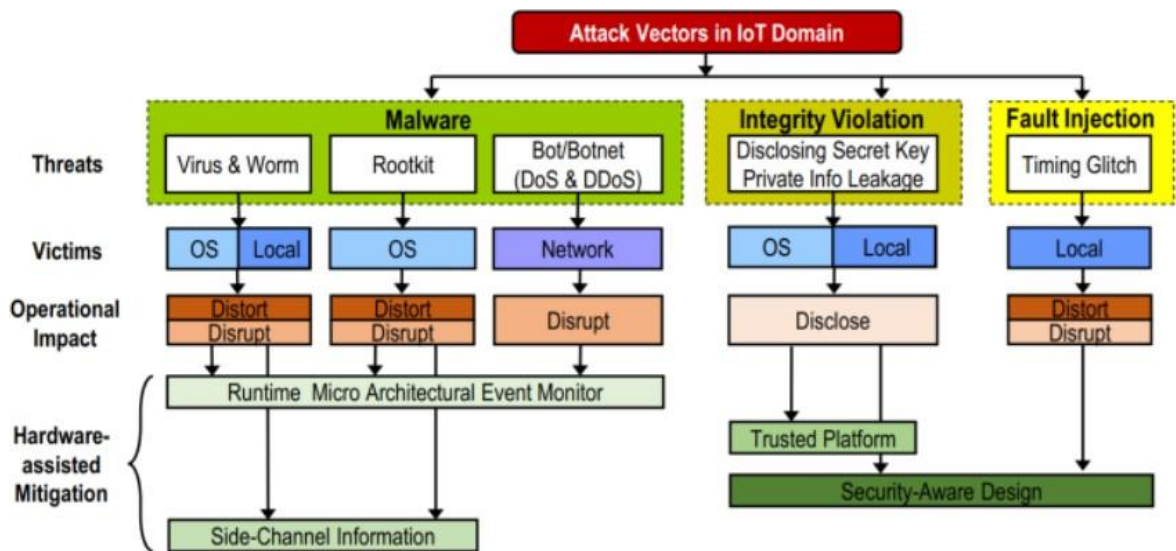 Attack Vectors in IoT Domain
Malware
Integrity Violation
Fault Injection
Threats
Virus & Worm
Rootkit
Bot/Botnet
(DoS & DDoS)
Disclosing Secret Key
Private Info Leakage
Timing Glitch
Victims
OS
Local
OS
Network
OS
Local
Local
Operational
Impact
Distort
Disrupt
Distort
Disrupt
Disrupt
Disclose
Distort
Disrupt
Hardware-
assisted
Mitigation
Runtime Micro Architectural Event Monitor
Trusted Platform
Security-Aware Design
Side-Channel Information